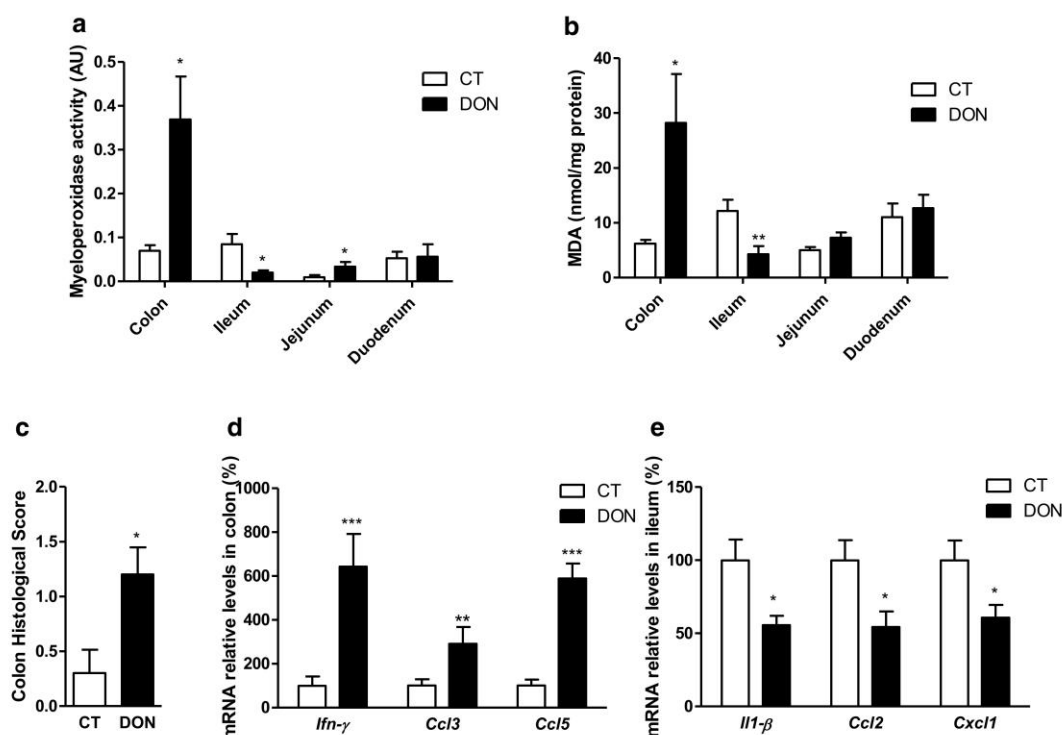 a
Myeloperoxidase activity (AU)
0.5
0.4
0.3
0.2
0.1
0.0
*
*
*
CT
DON
Colon
Ileum
Jejunum
Duodenum
b
MDA (nmol/mg protein)
40
30
20
10
0
*
**
CT
DON
Colon
Ileum
Jejunum
Duodenum
c
Colon Histological Score
2.0
1.5
1.0
0.5
0.0
*
CT
DON
d
mRNA relative levels in colon (%)
1000
800
600
400
200
0
***
**
***
CT
DON
Ifn-γ
Ccl3
Ccl5
e
mRNA relative levels in ileum (%)
150
100
50
0
*
*
*
CT
DON
Il1-β
Ccl2
Cxcl1